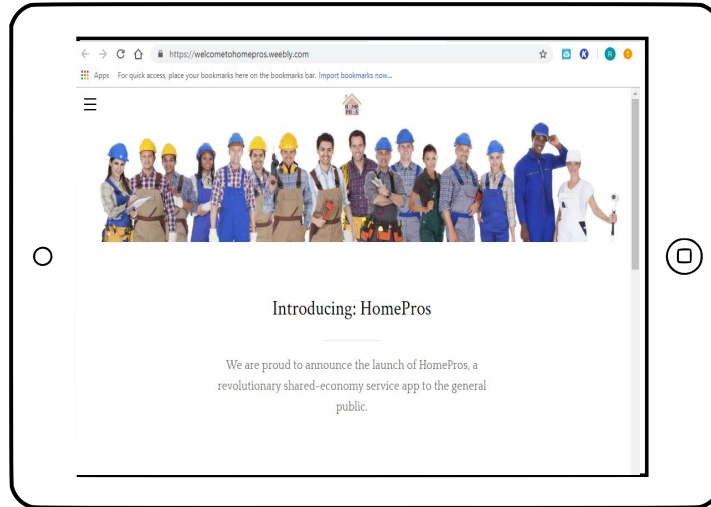 https://welcometohomepros.weebly.com
R
Apps For quick access, place your bookmarks here on the bookmarks bar. Import bookmarks now...
HOME
PROS
Introducing: HomePros
We are proud to announce the launch of HomePros, a
revolutionary shared-economy service app to the general
public.